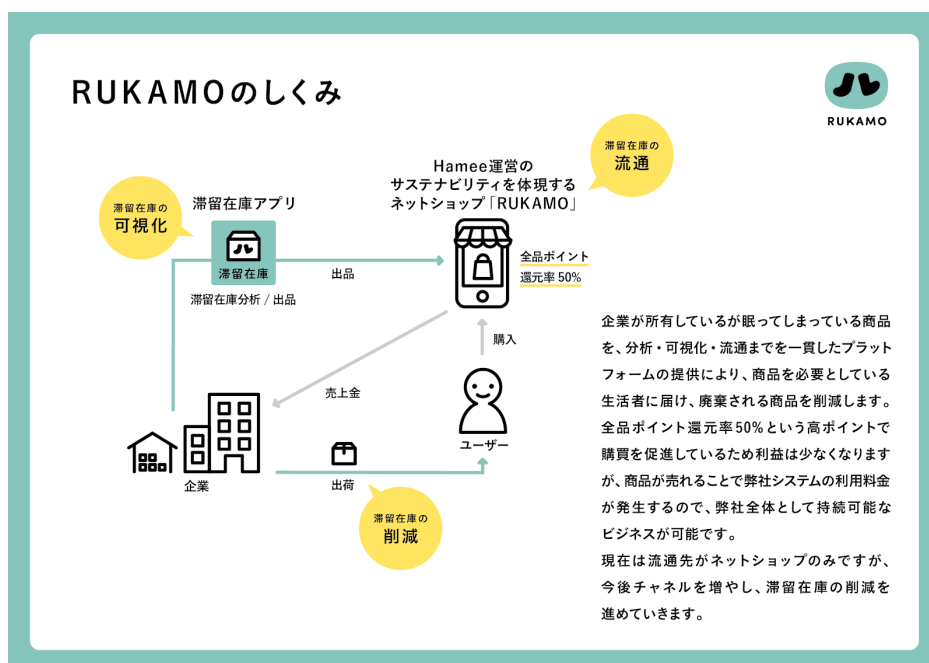 RUKAMOのしくみ
RUKAMO
滞留在庫の
可視化
滞留在庫アプリ
滞留在庫
滞留在庫分析 / 出品
出品
Hamee運営の
サステナビリティを体現する
ネットショップ「RUKAMO」
滞留在庫の
流通
全品ポイント
還元率 50%
購入
売上金
ユーザー
企業
出荷
滞留在庫の
削減
企業が所有しているが眠ってしまっている商品
を、分析・可視化・流通までを一貫したプラット
フォームの提供により、商品を必要としている
生活者に届け、廃棄される商品を削減します。
全品ポイント還元率50%という高ポイントで
購買を促進しているため利益は少なくなります
が、商品が売れることで弊社システムの利用料金
が発生するので、弊社全体として持続可能な
ビジネスが可能です。
現在は流通先がネットショップのみですが、
今後チャネルを増やし、滞留在庫の削減を
進めていきます。